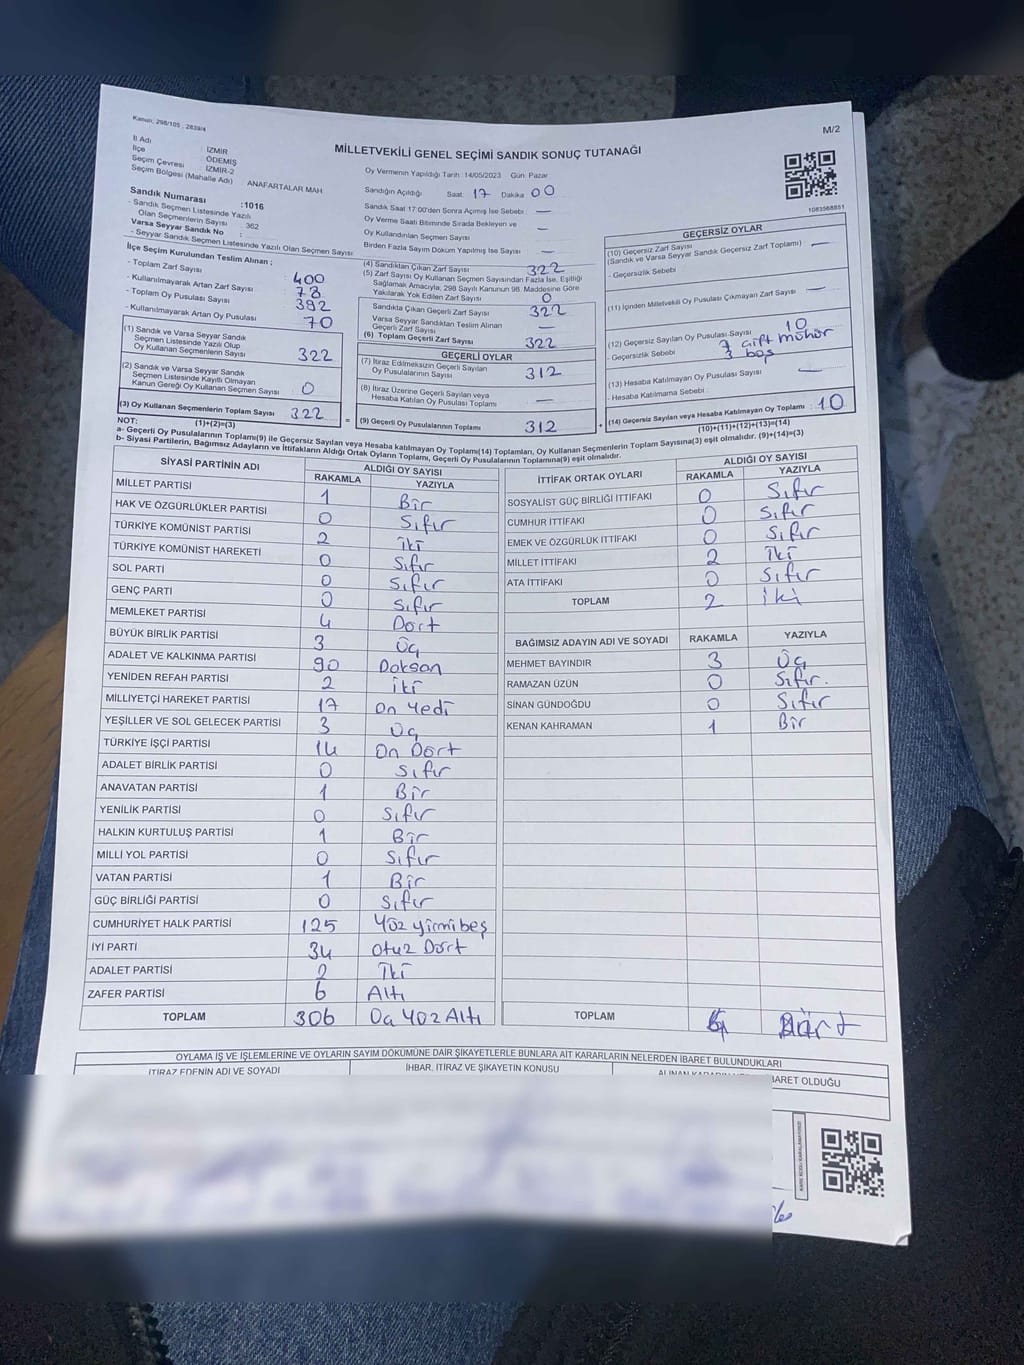 Kanun: 298/105 , 2839/4
M/2
MİLLETVEKİLİ GENEL SEÇİMİ SANDIK SONUÇ TUTANAĞI
İl Adı : İZMİR
İlçe : ÖDEMİŞ
Seçim Çevresi : İZMİR-2
Seçim Bölgesi (Mahalle Adı) : ANAFARTALAR MAH
Sandık Numarası :1016
- Sandık Seçmen Listesinde Yazılı
Olan Seçmenlerin Sayısı : 362
Varsa Seyyar Sandık No :
- Seyyar Sandık Seçmen Listesinde Yazılı Olan Seçmen Sayısı:
Oy Vermenin Yapıldığı Tarih :14/05/2023 Gün Pazar
Sandığın Açıldığı Saat 17 Dakika 00
Sandık Saat 17:00'den Sonra Açmış İse Sebebi —
Oy Verme Saati Bitiminde Sırada Bekleyen ve
Oy Kullandırılan Seçmen Sayısı —
Birden Fazla Sayım Döküm Yapılmış İse Sayısı —
1083568851
İlçe Seçim Kurulundan Teslim Alınan ;
- Toplam Zarf Sayısı : 400
- Kullanılmayarak Artan Zarf Sayısı : 78
- Toplam Oy Pusulası Sayısı : 392
- Kullanılmayarak Artan Oy Pusulası : 70
(1) Sandık ve Varsa Seyyar Sandık
Seçmen Listesinde Yazılı Olup
Oy Kullanan Seçmenlerin Sayısı 322
(2) Sandık ve Varsa Seyyar Sandık
Seçmen Listesinde Kayıtlı Olmayan
Kanun Gereği Oy Kullanan Seçmen Sayısı 0
(3) Oy Kullanan Seçmenlerin Toplam Sayısı 322 =
(1)+(2)=(3)
(4) Sandıktan Çıkan Zarf Sayısı 322
(5) Zarf Sayısı Oy Kullanan Seçmen Sayısından Fazla İse, Eşitliği
Sağlamak Amacıyla, 298 Sayılı Kanunun 98. Maddesine Göre
Yakılarak Yok Edilen Zarf Sayısı 0
Sandıkta Çıkan Geçerli Zarf Sayısı 322
Varsa Seyyar Sandıktan Teslim Alınan
Geçerli Zarf Sayısı —
(6) Toplam Geçerli Zarf Sayısı 322
GEÇERLİ OYLAR
(7) İtiraz Edilmeksizin Geçerli Sayılan
Oy Pusulalarının Sayısı 312
(8) İtiraz Üzerine Geçerli Sayılan veya
Hesaba Katılan Oy Pusulası Toplamı —
(9) Geçerli Oy Pusulalarının Toplamı 312 +
GEÇERSİZ OYLAR
(10) Geçersiz Zarf Sayısı —
(Sandık ve Varsa Seyyar Sandık Geçersiz Zarf Toplamı)
- Geçersizlik Sebebi
(11) İçinden Milletvekili Oy Pusulası Çıkmayan Zarf Sayısı —
(12) Geçersiz Sayılan Oy Pusulası Sayısı 10
- Geçersizlik Sebebi 7 çift mühür
3 boş
(13) Hesaba Katılmayan Oy Pusulası Sayısı —
- Hesaba Katılmama Sebebi
(14) Geçersiz Sayılan veya Hesaba Katılmayan Oy Toplamı 10
(10)+(11)+(12)+(13)=(14)
NOT:
a- Geçerli Oy Pusulalarının Toplamı(9) ile Geçersiz Sayılan veya Hesaba katılmayan Oy Toplamı(14) Toplamları, Oy Kullanan Seçmenlerin Toplam Sayısına(3) eşit olmalıdır. (9)+(14)=(3)
b- Siyasi Partilerin, Bağımsız Adayların ve İttifakların Aldığı Ortak Oyların Toplamı, Geçerli Oy Pusulalarının Toplamına(9) eşit olmalıdır.
SİYASİ PARTİNİN ADI ALDIĞI OY SAYISI
RAKAMLA YAZIYLA
MİLLET PARTİSİ 1 Bir
HAK VE ÖZGÜRLÜKLER PARTİSİ 0 Sıfır
TÜRKİYE KOMÜNİST PARTİSİ 2 iki
TÜRKİYE KOMÜNİST HAREKETİ 0 Sıfır
SOL PARTİ 0 Sıfır
GENÇ PARTİ 0 Sıfır
MEMLEKET PARTİSİ 4 Dört
BÜYÜK BİRLİK PARTİSİ 3 Üç
ADALET VE KALKINMA PARTİSİ 90 Doksan
YENİDEN REFAH PARTİSİ 2 iki
MİLLİYETÇİ HAREKET PARTİSİ 17 On yedi
YEŞİLLER VE SOL GELECEK PARTİSİ 3 Üç
TÜRKİYE İŞÇİ PARTİSİ 14 On Dört
ADALET BİRLİK PARTİSİ 0 Sıfır
ANAVATAN PARTİSİ 1 Bir
YENİLİK PARTİSİ 0 Sıfır
HALKIN KURTULUŞ PARTİSİ 1 Bir
MİLLİ YOL PARTİSİ 0 Sıfır
VATAN PARTİSİ 1 Bir
GÜÇ BİRLİĞİ PARTİSİ 0 Sıfır
CUMHURİYET HALK PARTİSİ 125 Yüz yirmi beş
İYİ PARTİ 34 Otuz Dört
ADALET PARTİSİ 2 İki
ZAFER PARTİSİ 6 Altı
TOPLAM 306 Üç Yüz Altı
İTTİFAK ORTAK OYLARI ALDIĞI OY SAYISI
RAKAMLA YAZIYLA
SOSYALİST GÜÇ BİRLİĞİ İTTİFAKI 0 Sıfır
CUMHUR İTTİFAKI 0 Sıfır
EMEK VE ÖZGÜRLÜK İTTİFAKI 0 Sıfır
MİLLET İTTİFAKI 2 İki
ATA İTTİFAKI 0 Sıfır
TOPLAM 2 iki
BAĞIMSIZ ADAYIN ADI VE SOYADI RAKAMLA YAZIYLA
MEHMET BAYINDIR 3 Üç
RAMAZAN ÜZÜN 0 Sıfır.
SİNAN GÜNDOĞDU 0 Sıfır
KENAN KAHRAMAN 1 Bir
TOPLAM 4 Dört
OYLAMA İŞ VE İŞLEMLERİNE VE OYLARIN SAYIM DÖKÜMÜNE DAİR ŞİKAYETLERLE BUNLARA AİT KARARLARIN NELERDEN İBARET BULUNDUKLARI
İTİRAZ EDENİN ADI VE SOYADI İHBAR, İTİRAZ VE ŞİKAYETİN KONUSU
BARET OLDUĞU